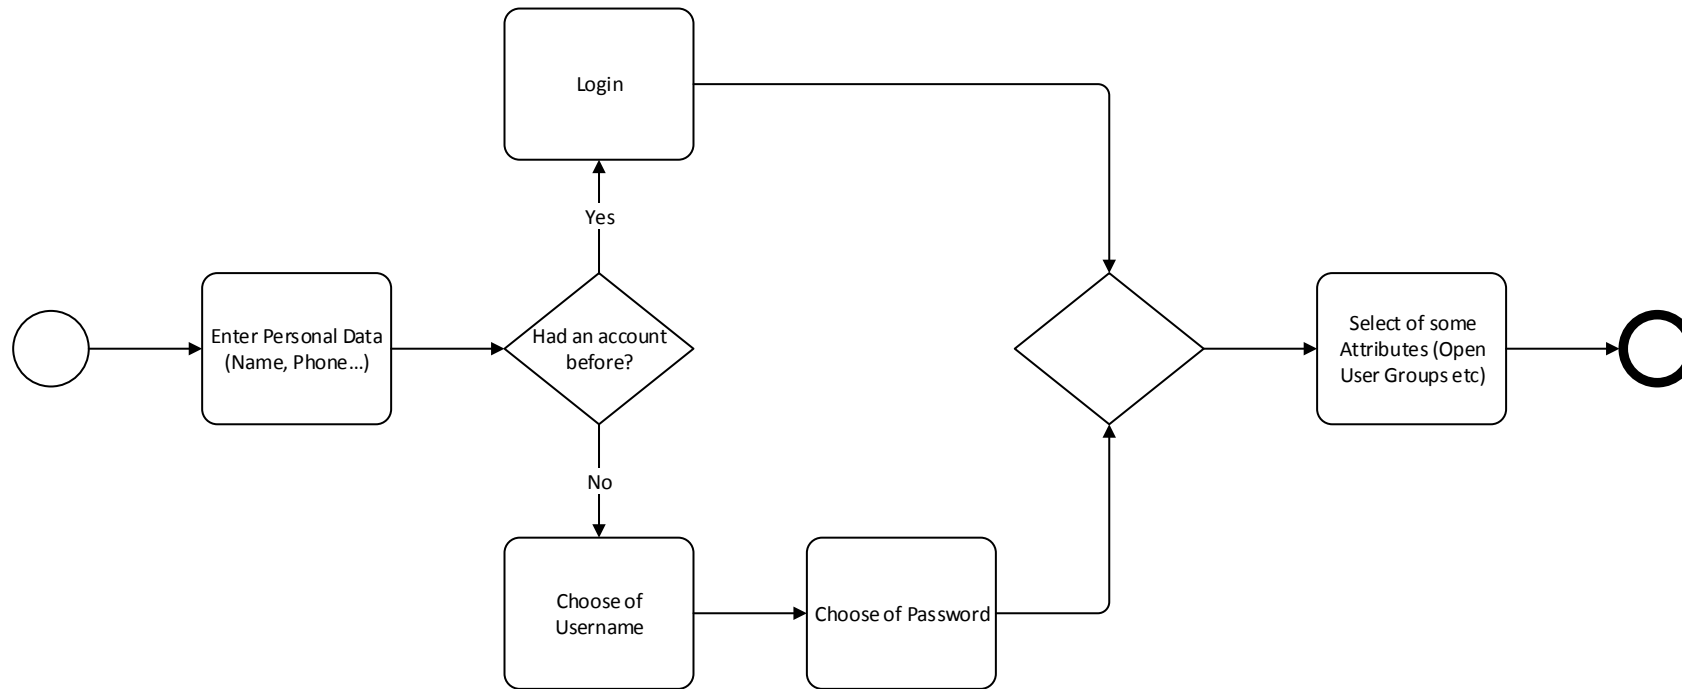 Login
Yes
Enter Personal Data
(Name, Phone...)
Had an account
before?
Select of some
Attributes (Open
User Groups etc)
No
Choose of
Username
Choose of Password